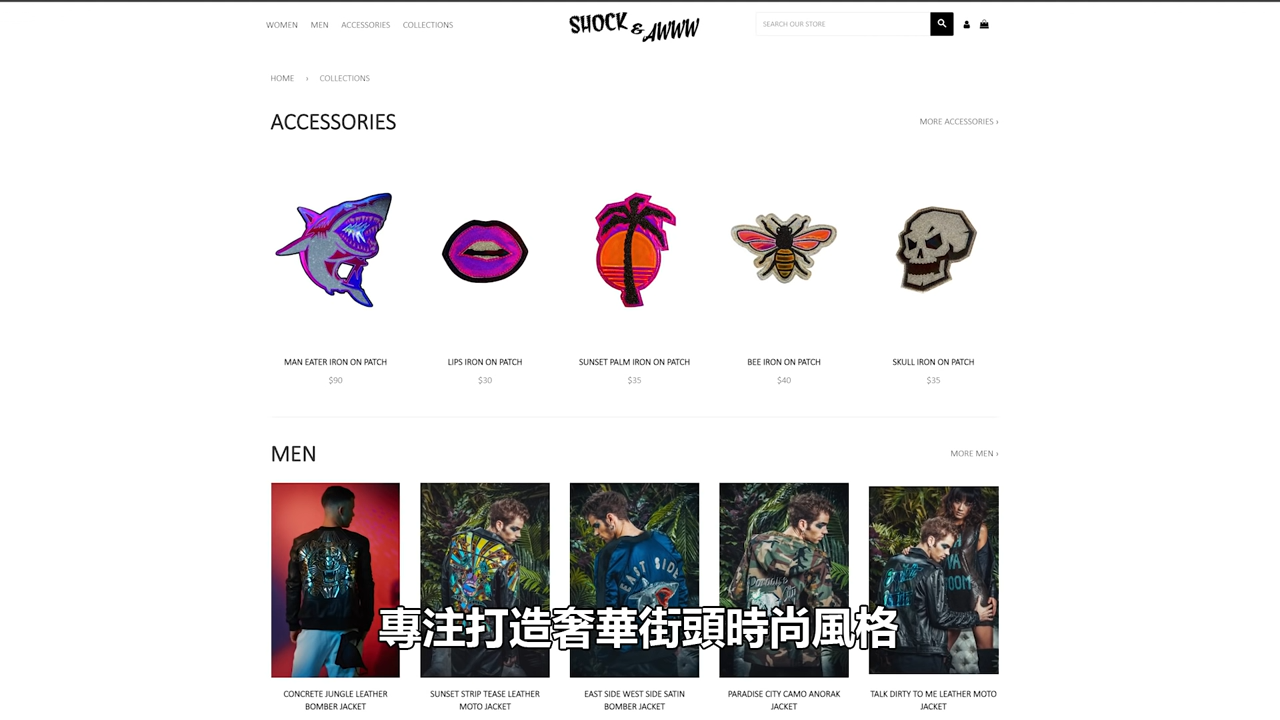 WOMEN MEN ACCESSORIES COLLECTIONS
SHOCK & AWWW
SEARCH OUR STORE
HOME › COLLECTIONS
ACCESSORIES
MORE ACCESSORIES ›
MAN EATER IRON ON PATCH
$90
LIPS IRON ON PATCH
$30
SUNSET PALM IRON ON PATCH
$35
BEE IRON ON PATCH
$40
SKULL IRON ON PATCH
$35
MEN
MORE MEN ›
EAST SIDE
專注打造奢華街頭時尚風格
CONCRETE JUNGLE LEATHER
BOMBER JACKET
SUNSET STRIP TEASE LEATHER
MOTO JACKET
EAST SIDE WEST SIDE SATIN
BOMBER JACKET
PARADISE CITY CAMO ANORAK
JACKET
TALK DIRTY TO ME LEATHER MOTO
JACKET